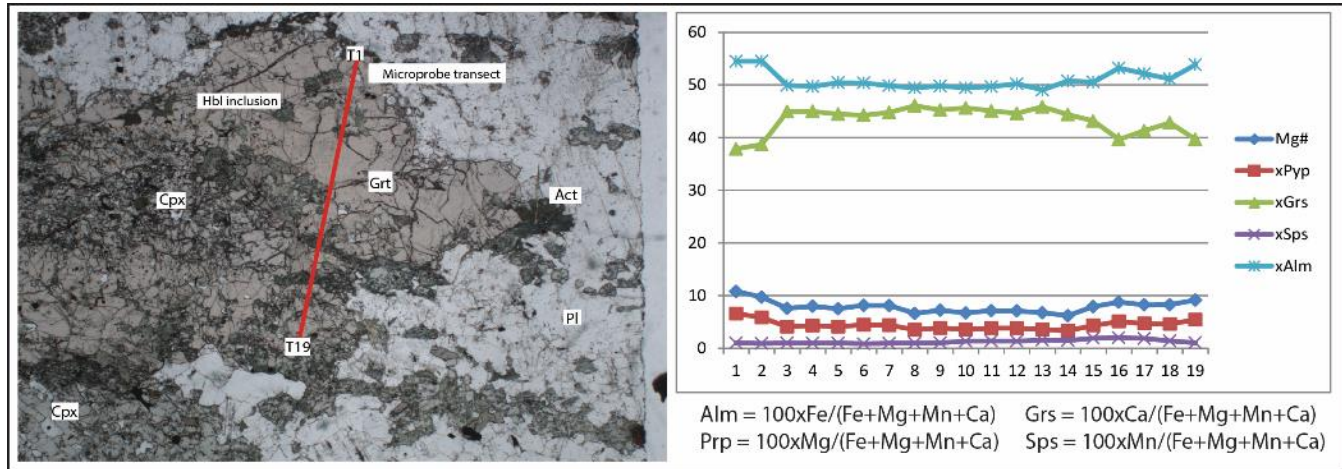 T1
Microprobe transect
Hbl inclusion
Grt
Cpx
Act
Pl
T19
Cpx
60
50
40
30
20
10
0
1 2 3 4 5 6 7 8 9 10 11 12 13 14 15 16 17 18 19
Mg#
xPyp
xGrs
xSps
xAlm
Alm = 100xFe/(Fe+Mg+Mn+Ca) Grs = 100xCa/(Fe+Mg+Mn+Ca)
Prp = 100xMg/(Fe+Mg+Mn+Ca) Sps = 100xMn/(Fe+Mg+Mn+Ca)